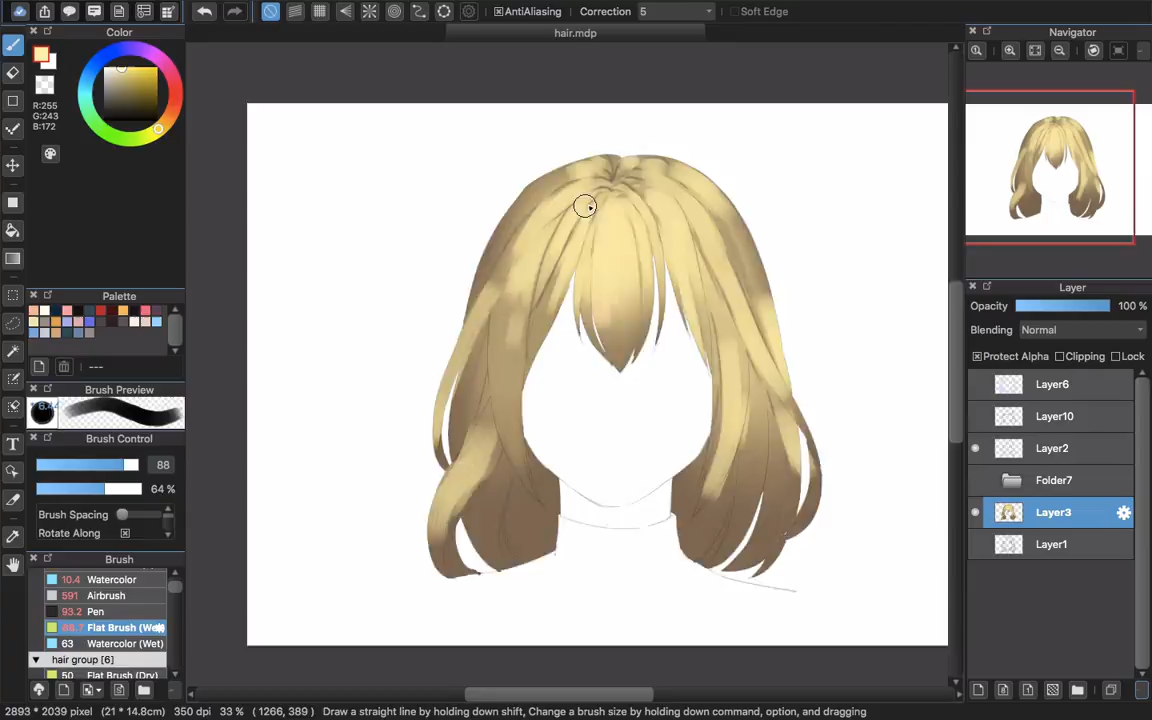 AntiAliasing Correction 5 Soft Edge
Color
hair.mdp
Navigator
R:255
G:243
B:172
Palette
---
Brush Preview
Brush Control
88
64 %
Brush Spacing
Rotate Along
Brush
10.4 Watercolor
591 Airbrush
93.2 Pen
Flat Brush (We
63 Watercolor (Wet)
hair group [6]
50 Flat Brush (Dry)
Layer
Opacity 100 %
Blending Normal
Protect Alpha Clipping Lock
Layer6
Layer10
Layer2
Folder7
Layer3
Layer1
2893 * 2039 pixel (21 * 14.8cm) 350 dpi 33 % ( 1266, 389 ) Draw a straight line by holding down shift, Change a brush size by holding down command, option, and dragging